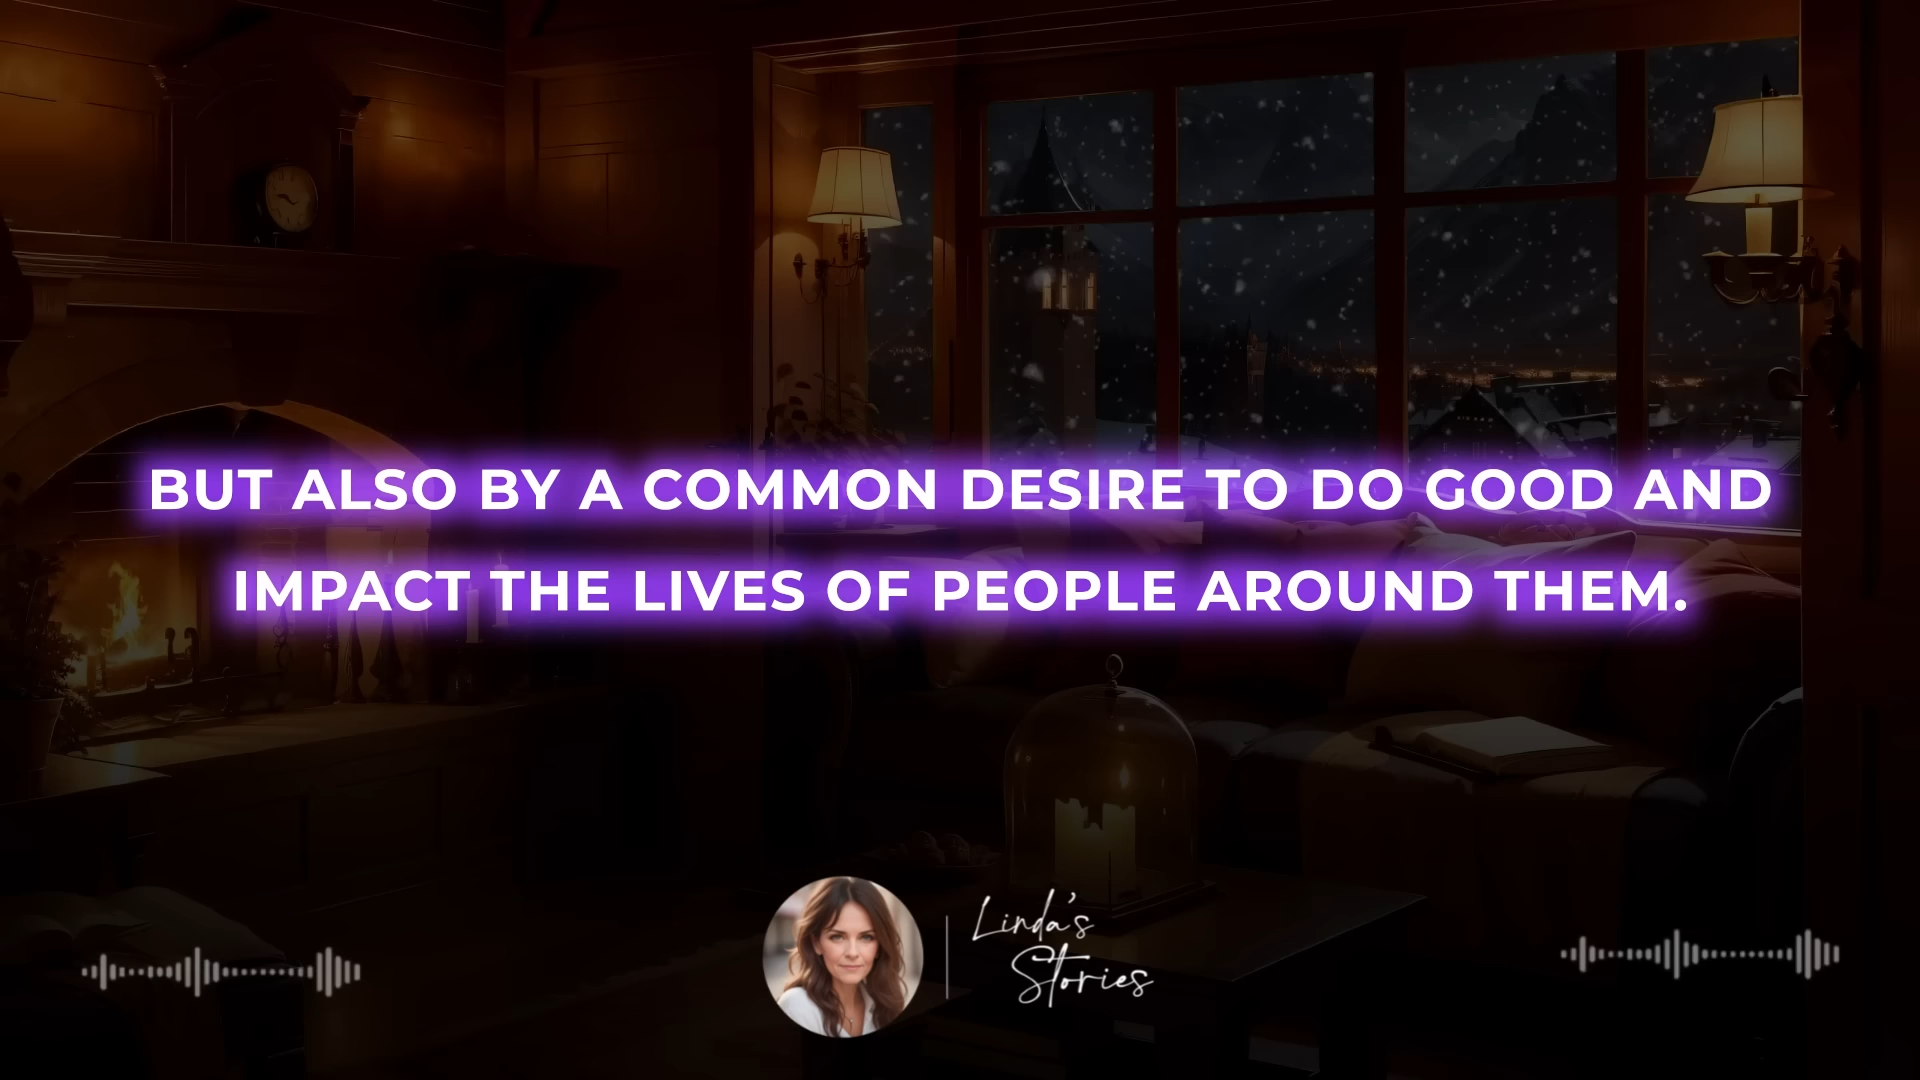 BUT ALSO BY A COMMON DESIRE TO DO GOOD AND
IMPACT THE LIVES OF PEOPLE AROUND THEM.
Linda's
Stories